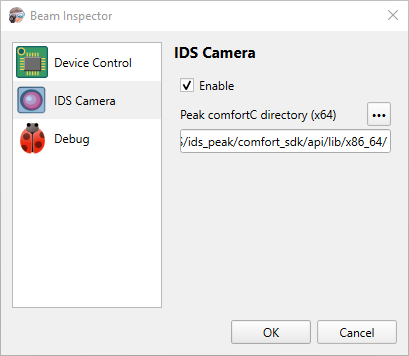 Beam Inspector
Device Control
IDS Camera
Debug
IDS Camera
Enable
Peak comfortC directory (x64)
...
/ids_peak/comfort_sdk/api/lib/x86_64/
OK
Cancel